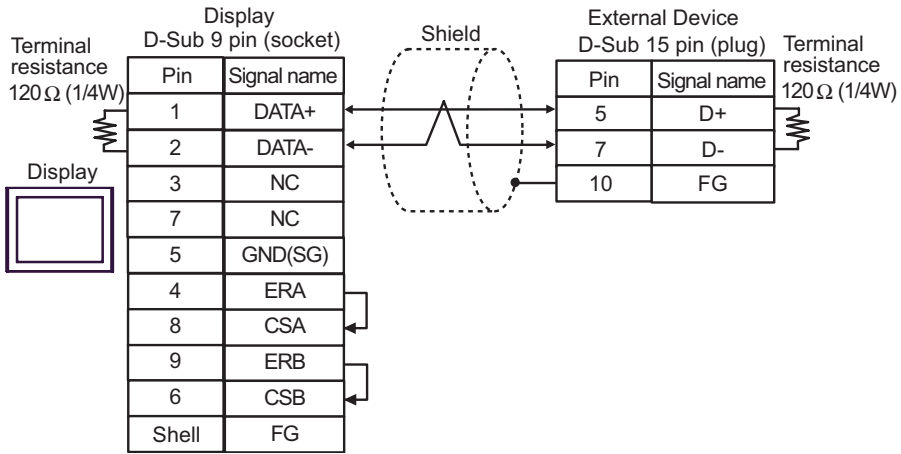 Display
D-Sub 9 pin (socket)
Terminal
resistance
120Ω (1/4W)
Pin Signal name
1 DATA+
2 DATA-
3 NC
7 NC
5 GND(SG)
4 ERA
8 CSA
9 ERB
6 CSB
Shell FG
Display
Shield
External Device
D-Sub 15 pin (plug)
Pin Signal name
5 D+
7 D-
10 FG
Terminal
resistance
120Ω (1/4W)